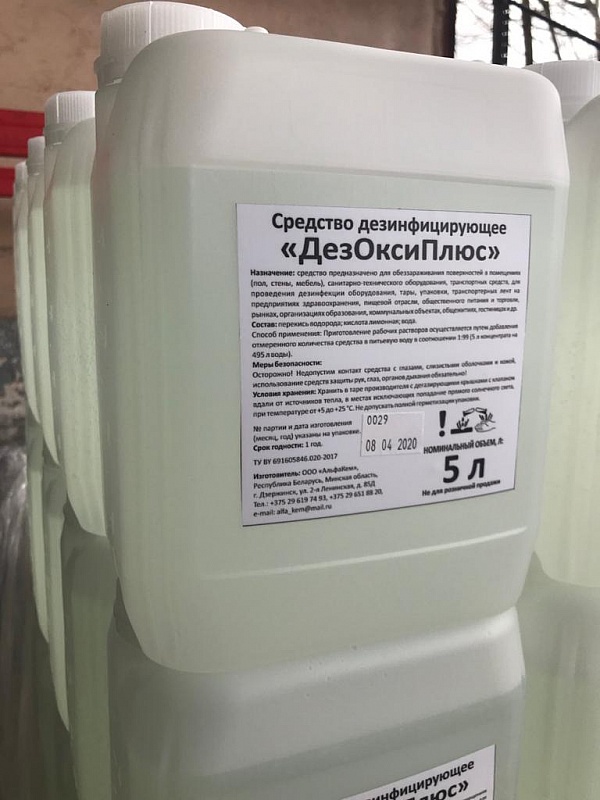 Средство дезинфицирующее
«ДезОксиПлюс»
Назначение: средство предназначено для обеззараживания поверхностей в помещениях
(пол, стены, мебель), санитарно-технического оборудования, транспортных средств, для
проведения дезинфекции оборудования, тары, упаковки, транспортерных лент на
предприятиях здравоохранения, пищевой отрасли, общественного питания и торговли,
рынках, организациях образования, коммунальных объектах, общежитиях, гостиницах и др.
Состав: перекись водорода; кислота лимонная; вода.
Способ применения: Приготовление рабочих растворов осуществляется путем добавления
отмеренного количества средства в питьевую воду в соотношении 1:99 (5 л концентрата на
495 л воды).
Меры безопасности:
Осторожно! Недопустим контакт средства с глазами, слизистыми оболочками и кожей,
использование средств защиты рук, глаз, органов дыхания обязательно!
Условия хранения: Хранить в таре производителя с дегазирующими крышками с клапаном
вдали от источников тепла, в местах исключающих попадание прямого солнечного света,
при температуре от +5 до +25 °С. Не допускать полной герметизации упаковки.
№ партии и дата изготовления
(месяц, год) указаны на упаковке.
Срок годности: 1 год.
0029
08 04 2020
ТУ BY 691605846.020-2017
НОМИНАЛЬНЫЙ ОБЪЕМ, Л:
5 л
Не для розничной продажи
Изготовитель: ООО «АльфаКем»,
Республика Беларусь, Минская область,
г. Дзержинск, ул. 2-я Ленинская, д. 85Д
Тел.: +375 29 619 74 93, +375 29 651 88 20,
e-mail: alfa_kem@mail.ru
дезинфицирующее